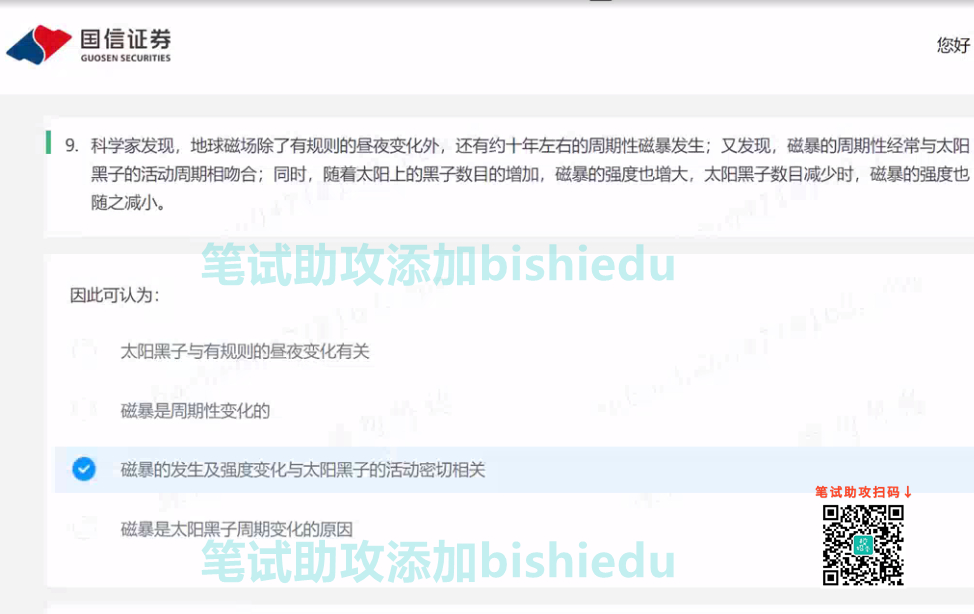 国信证券
GUOSEN SECURITIES
您好
9. 科学家发现，地球磁场除了有规则的昼夜变化外，还有约十年左右的周期性磁暴发生；又发现，磁暴的周期性经常与太阳
黑子的活动周期相吻合；同时，随着太阳上的黑子数目的增加，磁暴的强度也增大，太阳黑子数目减少时，磁暴的强度也
随之减小。
笔试助攻添加bishiedu
因此可认为：
太阳黑子与有规则的昼夜变化有关
磁暴是周期性变化的
磁暴的发生及强度变化与太阳黑子的活动密切相关
笔试助攻扫码↓
磁暴是太阳黑子周期变化的原因
笔试助攻添加bishiedu